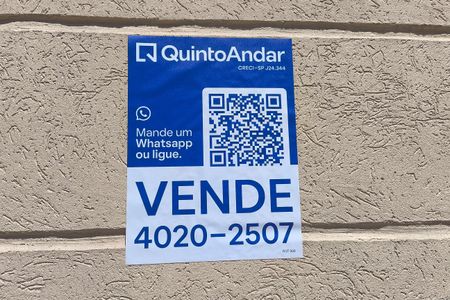 QuintoAndar
CRECI-SP J24.344
Mande um
Whatsapp
ou ligue.
VENDE
4020-2507